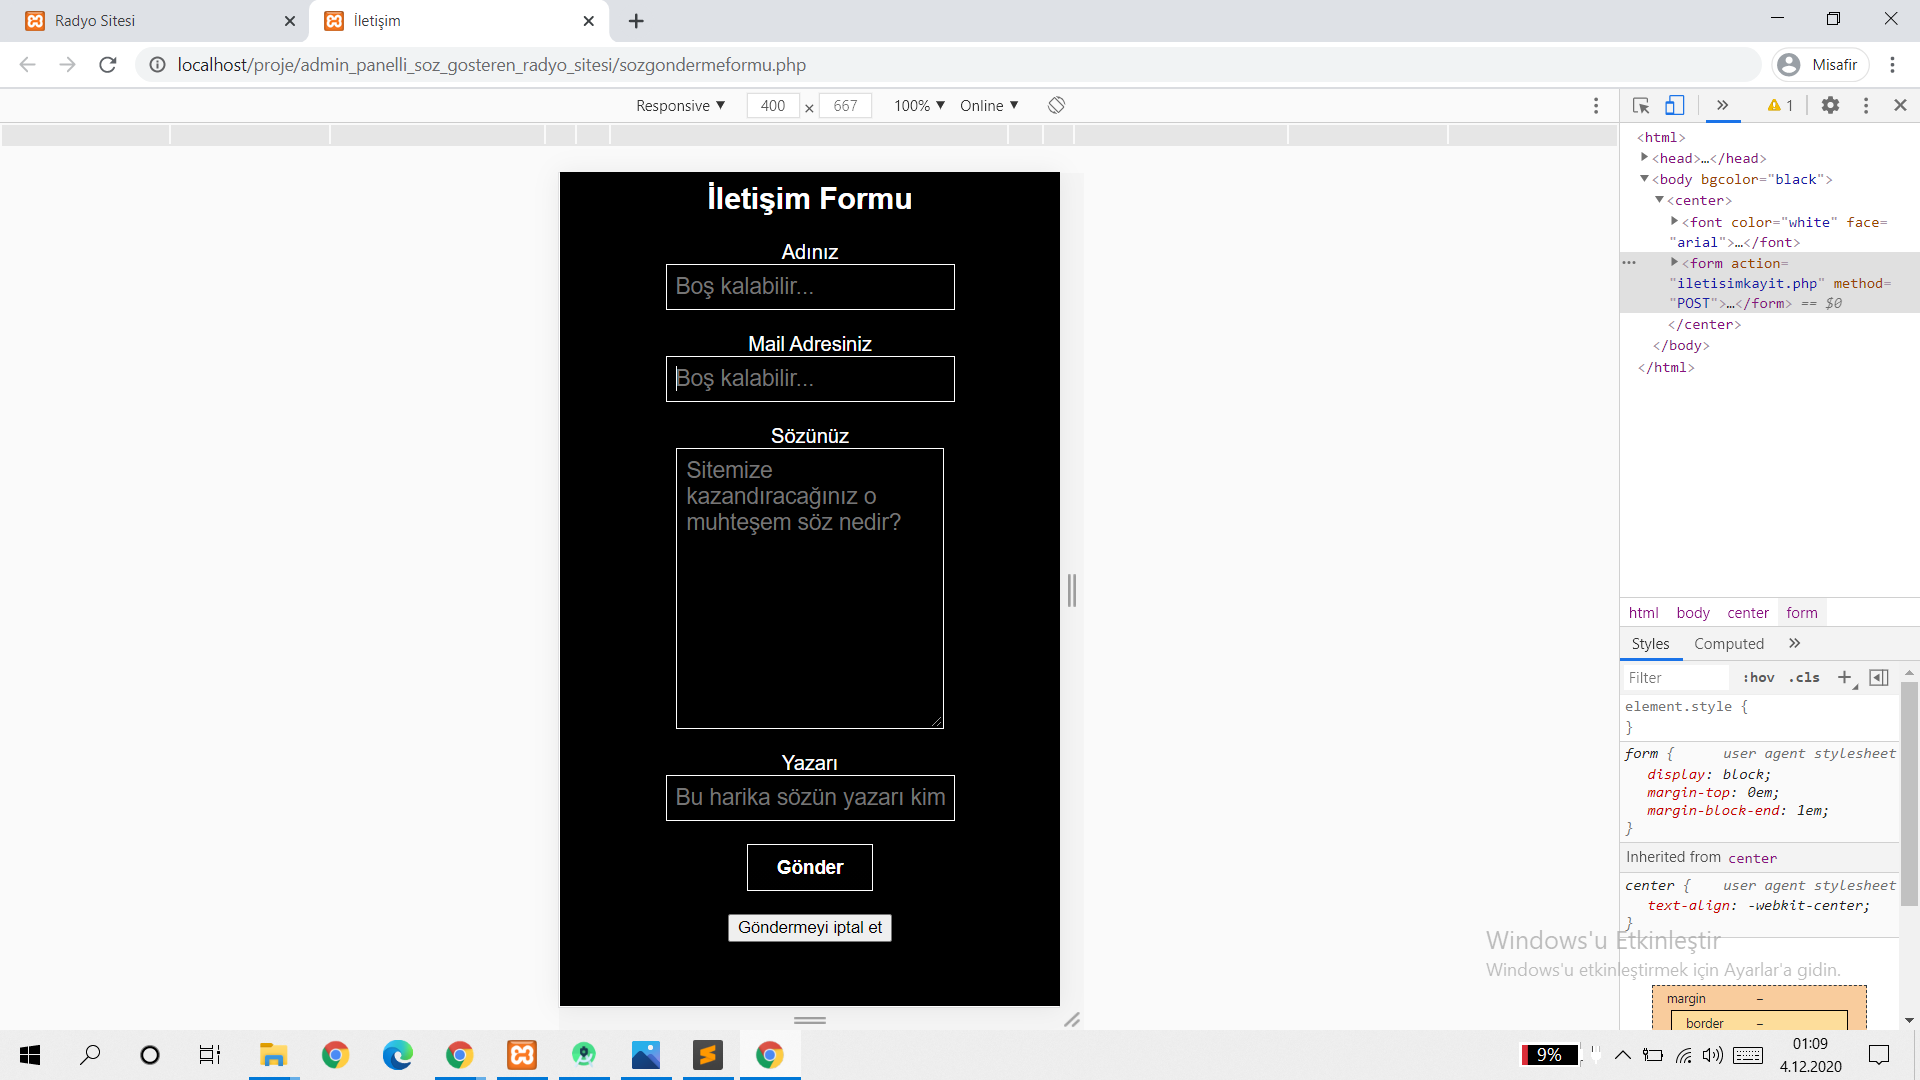 Radyo Sitesi
İletişim
localhost/proje/admin_panelli_soz_gosteren_radyo_sitesi/sozgondermeformu.php
Misafir
Responsive ▼ 400 x 667 100% ▼ Online ▼
1
İletişim Formu
Adınız
Boş kalabilir...
Mail Adresiniz
Boş kalabilir...
Sözünüz
Sitemize
kazandıracağınız o
muhteşem söz nedir?
Yazarı
Bu harika sözün yazarı kim
Gönder
Göndermeyi iptal et
<html>
<head>…</head>
<body bgcolor="black">
<center>
<font color="white" face=
"arial">…</font>
<form action=
"iletisimkayit.php" method=
"POST">…</form> == $0
</center>
</body>
</html>
html body center form
Styles Computed
Filter :hov .cls
element.style {
}
form { user agent stylesheet
display: block;
margin-top: 0em;
margin-block-end: 1em;
}
Inherited from center
center { user agent stylesheet
text-align: -webkit-center;
}
margin –
border –
Windows'u Etkinleştir
Windows'u etkinleştirmek için Ayarlar'a gidin.
9%
01:09
4.12.2020